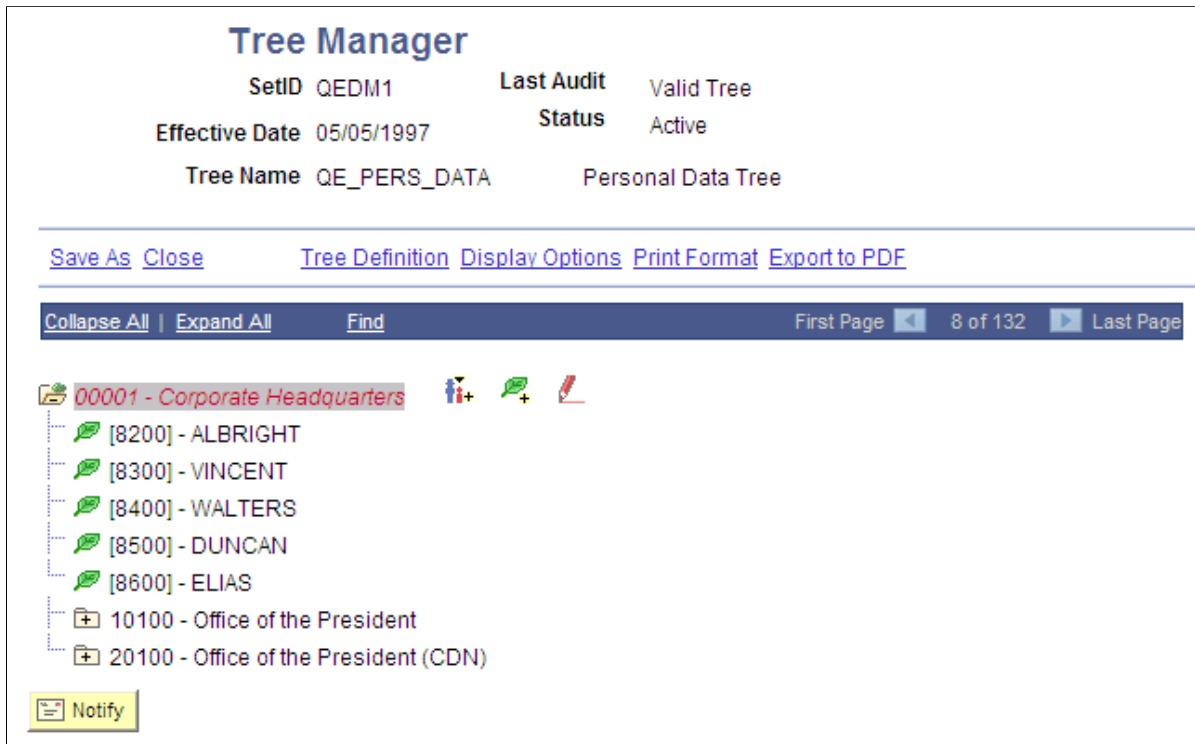 Tree Manager
SetID QEDM1 Last Audit Valid Tree
Effective Date 05/05/1997 Status Active
Tree Name QE_PERS_DATA Personal Data Tree
Save As Close Tree Definition Display Options Print Format Export to PDF
Collapse All | Expand All Find First Page 8 of 132 Last Page
00001 - Corporate Headquarters
[8200] - ALBRIGHT
[8300] - VINCENT
[8400] - WALTERS
[8500] - DUNCAN
[8600] - ELIAS
10100 - Office of the President
20100 - Office of the President (CDN)
Notify